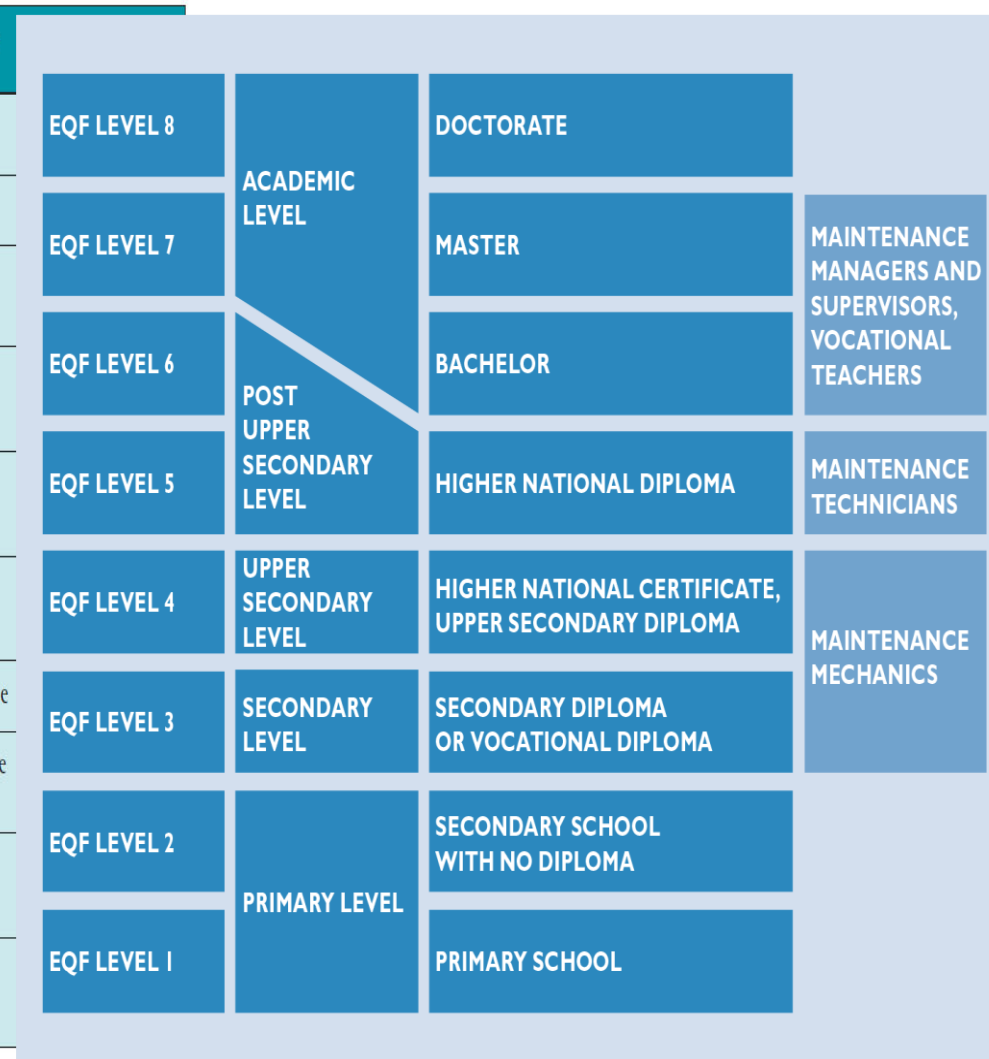 EQF LEVEL 8
ACADEMIC
LEVEL
DOCTORATE
EQF LEVEL 7
MASTER
MAINTENANCE
MANAGERS AND
SUPERVISORS,
VOCATIONAL
TEACHERS
EQF LEVEL 6
POST
UPPER
SECONDARY
LEVEL
BACHELOR
EQF LEVEL 5
HIGHER NATIONAL DIPLOMA
MAINTENANCE
TECHNICIANS
EQF LEVEL 4
UPPER
SECONDARY
LEVEL
HIGHER NATIONAL CERTIFICATE,
UPPER SECONDARY DIPLOMA
MAINTENANCE
MECHANICS
e
EQF LEVEL 3
SECONDARY
LEVEL
SECONDARY DIPLOMA
OR VOCATIONAL DIPLOMA
e
EQF LEVEL 2
PRIMARY LEVEL
SECONDARY SCHOOL
WITH NO DIPLOMA
EQF LEVEL 1
PRIMARY SCHOOL